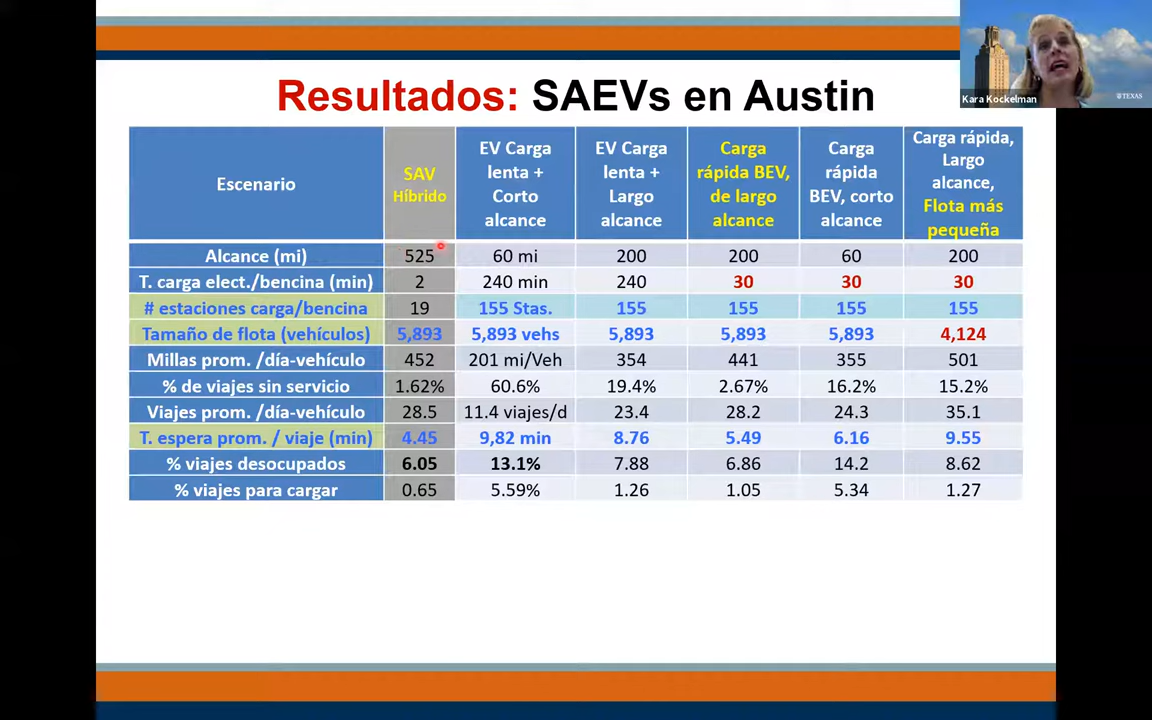 Kara Kockelman
TEXAS
Resultados: SAEVs en Austin
Escenario
SAV
Híbrido
EV Carga
lenta +
Corto
alcance
EV Carga
lenta +
Largo
alcance
Carga
rápida BEV,
de largo
alcance
Carga
rápida
BEV, corto
alcance
Carga rápida,
Largo
alcance,
Flota más
pequeña
Alcance (mi) 525 60 mi 200 200 60 200
T. carga elect./bencina (min) 2 240 min 240 30 30 30
# estaciones carga/bencina 19 155 Stas. 155 155 155 155
Tamaño de flota (vehículos) 5,893 5,893 vehs 5,893 5,893 5,893 4,124
Millas prom. /día-vehículo 452 201 mi/Veh 354 441 355 501
% de viajes sin servicio 1.62% 60.6% 19.4% 2.67% 16.2% 15.2%
Viajes prom. /día-vehículo 28.5 11.4 viajes/d 23.4 28.2 24.3 35.1
T. espera prom. / viaje (min) 4.45 9,82 min 8.76 5.49 6.16 9.55
% viajes desocupados 6.05 13.1% 7.88 6.86 14.2 8.62
% viajes para cargar 0.65 5.59% 1.26 1.05 5.34 1.27